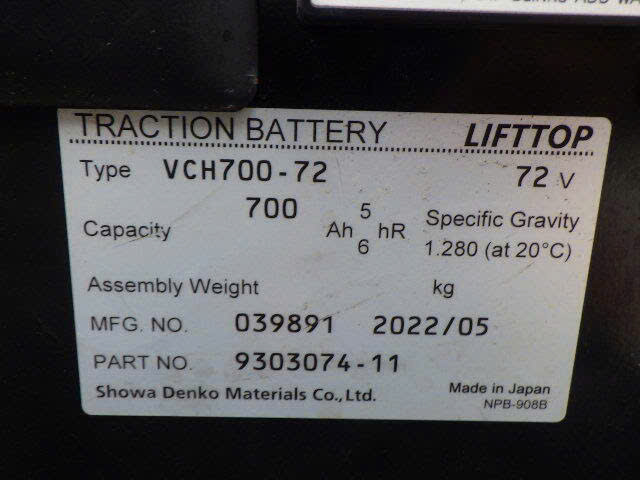 TRACTION BATTERY LIFTTOP
Type VCH700-72 72 V
Capacity 700 Ah 5 6 hR Specific Gravity
1.280 (at 20°C)
Assembly Weight kg
MFG. NO. 039891 2022/05
PART NO. 9303074-11
Showa Denko Materials Co., Ltd. Made in Japan
NPB-908B